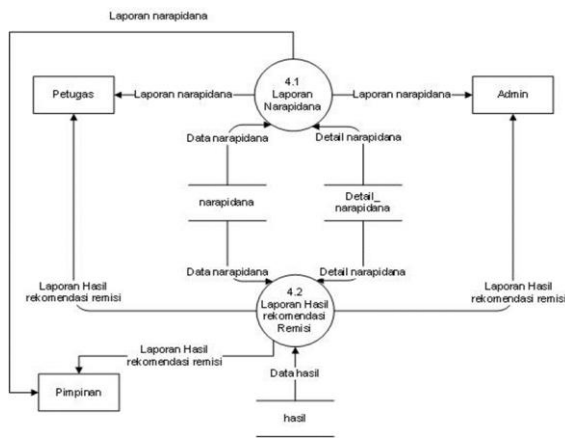 Laporan narapidana
Petugas
Laporan narapidana
4.1
Laporan
Narapidana
Laporan narapidana
Admin
Data narapidana
Detail narapidana
narapidana
Detail_
narapidana
Data narapidana
Detail narapidana
Laporan Hasil
rekomendasi remisi
4.2
Laporan Hasil
rekomendasi
Remisi
Laporan Hasil
rekomendasi remisi
Laporan Hasil
rekomendasi remisi
Pimpinan
Data hasil
hasil